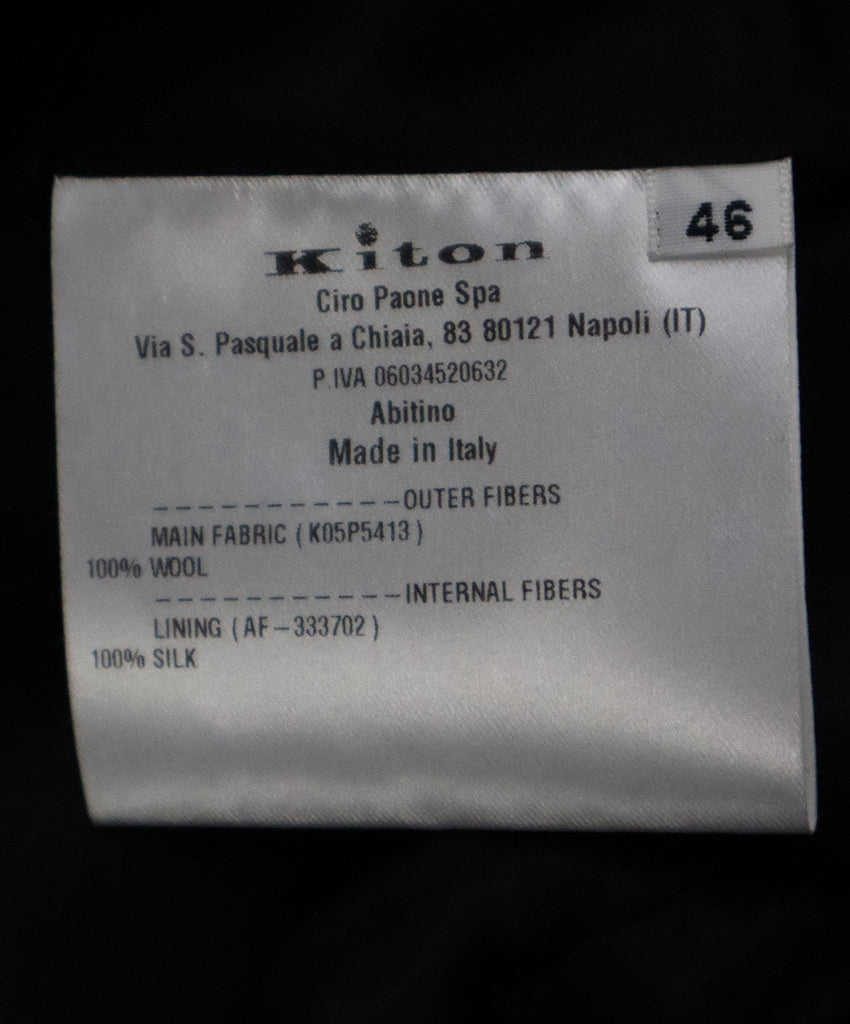 46
Kiton
Ciro Paone Spa
Via S. Pasquale a Chiaia, 83 80121 Napoli (IT)
P.IVA 06034520632
Abitino
Made in Italy
-----------OUTER FIBERS
MAIN FABRIC (K05P5413)
100% WOOL
-----------INTERNAL FIBERS
LINING (AF-333702)
100% SILK